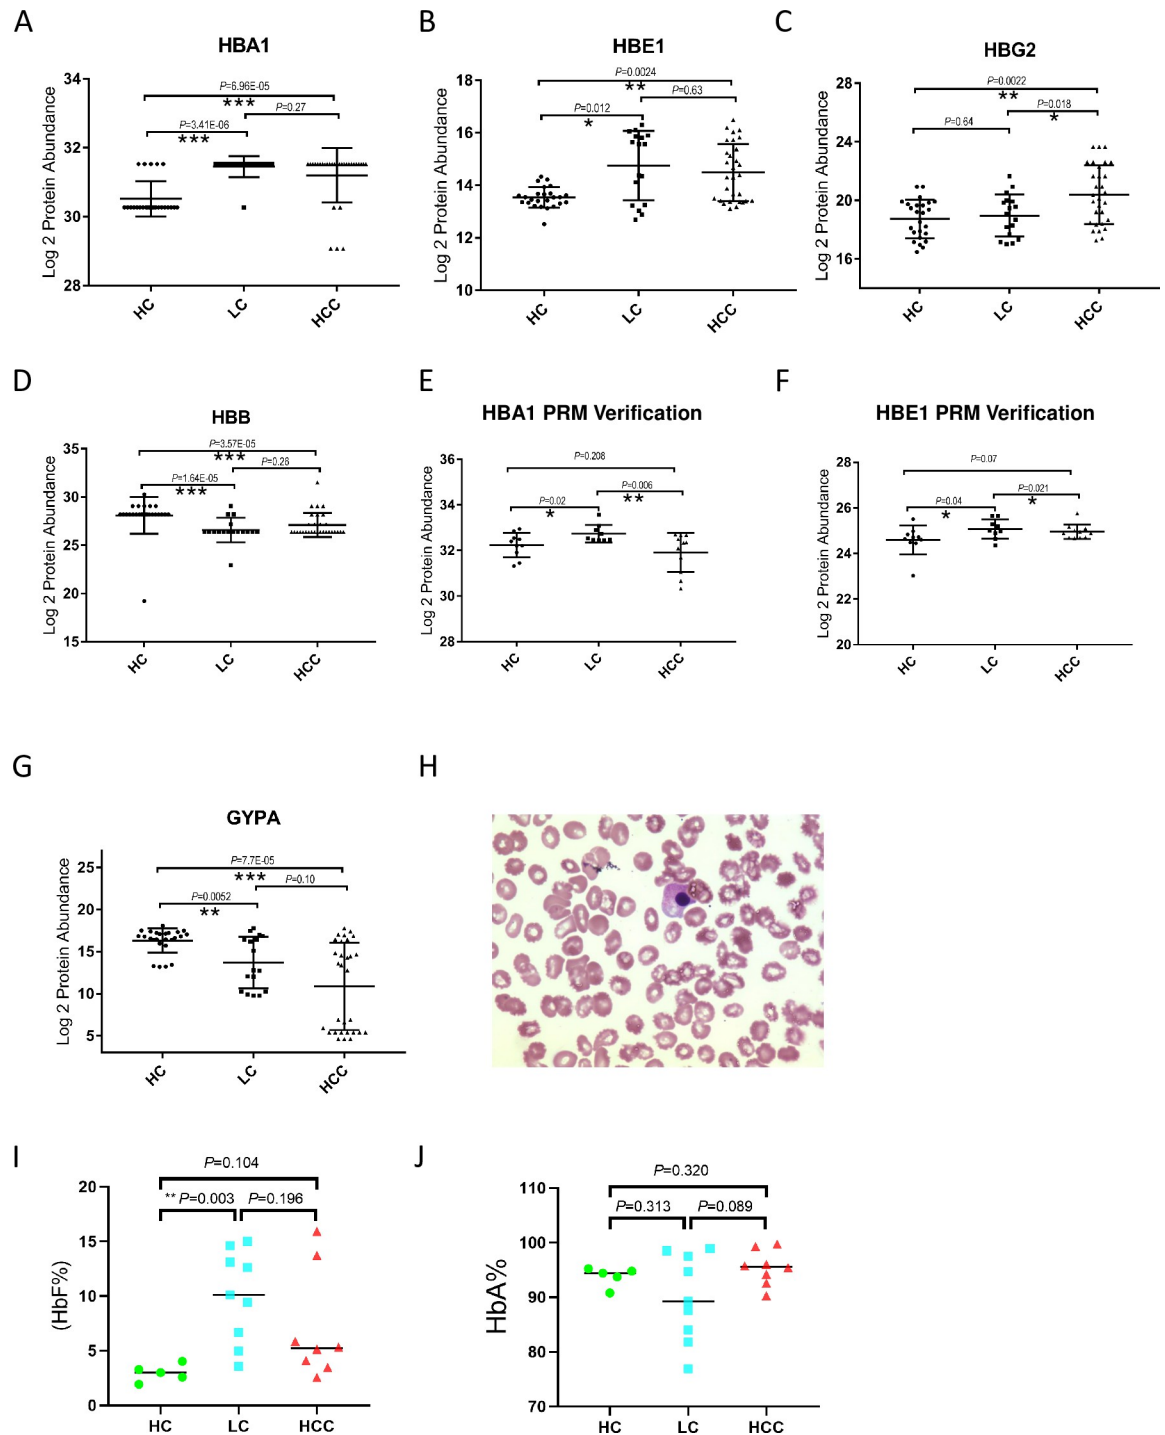 A
HBA1
P=6.96E-05
***
P=0.27
P=3.41E-06
***
Log 2 Protein Abundance
34
32
30
28
HC
LC
HCC
B
HBE1
P=0.0024
**
P=0.63
P=0.012
*
Log 2 Protein Abundance
18
16
14
12
10
HC
LC
HCC
C
HBG2
P=0.0022
**
P=0.018
*
P=0.64
Log 2 Protein Abundance
28
24
20
16
HC
LC
HCC
D
HBB
P=3.57E-05
***
P=0.26
P=1.64E-05
***
Log 2 Protein Abundance
35
30
25
20
15
HC
LC
HCC
E
HBA1 PRM Verification
P=0.208
P=0.006
**
P=0.02
*
Log 2 Protein Abundance
36
34
32
30
28
HC
LC
HCC
F
HBE1 PRM Verification
P=0.07
P=0.021
*
P=0.04
*
Log 2 Protein Abundance
28
26
24
22
20
HC
LC
HCC
G
GYPA
P=7.7E-05
***
P=0.10
P=0.0052
**
Log 2 Protein Abundance
25
20
15
10
5
HC
LC
HCC
H
I
P=0.104
** P=0.003
P=0.196
(HbF%)
20
15
10
5
0
HC
LC
HCC
J
P=0.320
P=0.313
P=0.089
HbA%
110
100
90
80
70
HC
LC
HCC